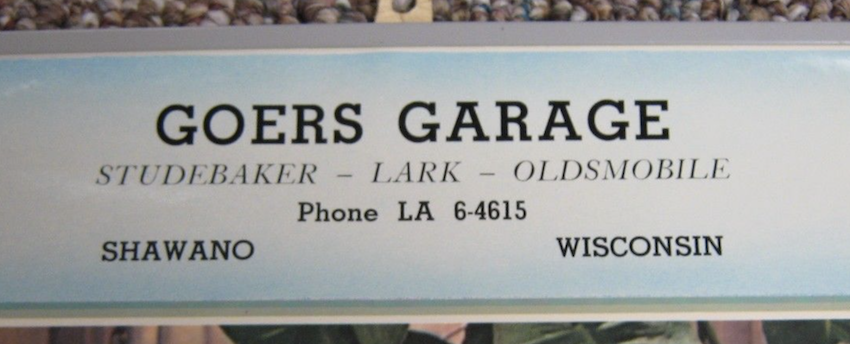 GOERS GARAGE
STUDEBAKER – LARK – OLDSMOBILE
Phone LA 6-4615
SHAWANO WISCONSIN